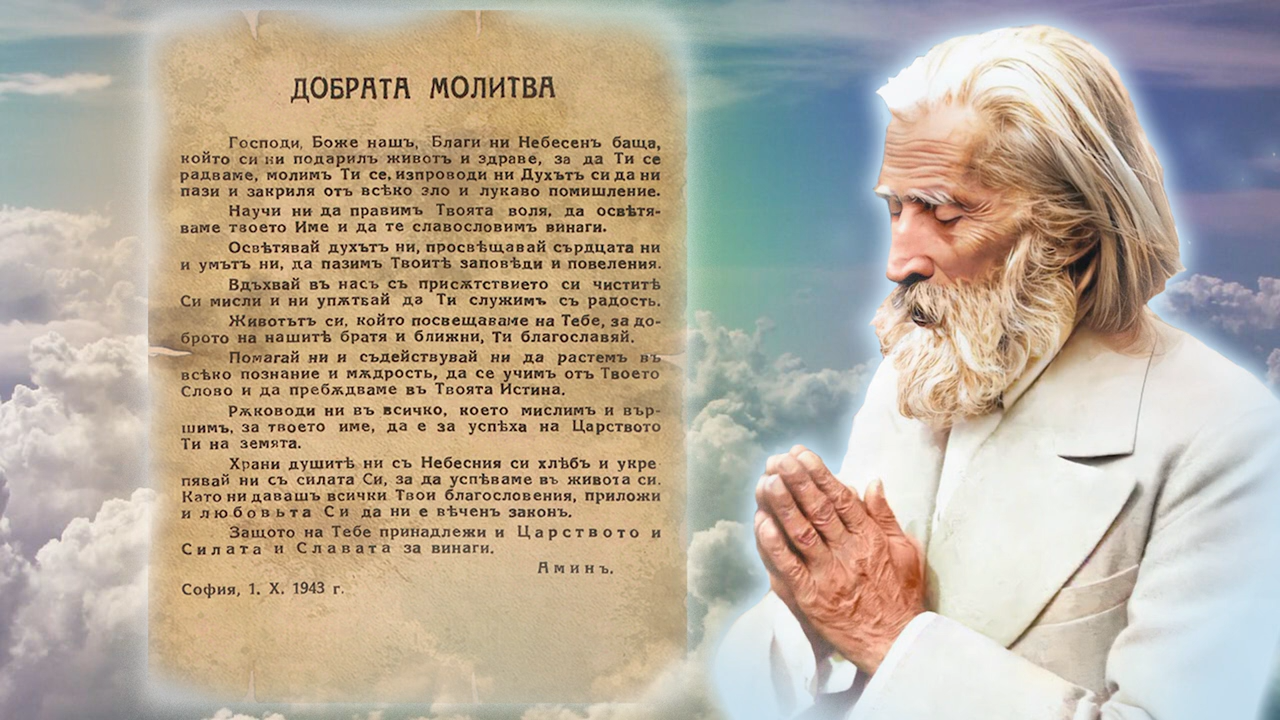 ДОБРАТА МОЛИТВА
Господи, Боже нашъ, Благи ни Небесенъ баща,
който си ни подарилъ животъ и здраве, за да Ти се
радваме, молимъ Ти се, изпроводи ни Духътъ си да ни
пази и закриля отъ всѣко зло и лукаво помишление.
Научи ни да правимъ Твоята воля, да освѣтя-
ваме твоето Име и да те славословимъ винаги.
Освѣтявай духътъ ни, просвѣщавай сърдцата ни
и умътъ ни, да пазимъ Твоитѣ заповѣди и повеления.
Вдъхвай въ насъ съ присѫтствието си чиститѣ
Си мисли и ни упѫтвай да Ти служимъ съ радость.
Животътъ си, който посвещаваме на Тебе, за до-
брото на нашитѣ братя и ближни, Ти благославяй.
Помагай ни и съдействувай ни да растемъ въ
всѣко познание и мѫдрость, да се учимъ отъ Твоето
Слово и да пребѫдваме въ Твоята Истина.
Рѫководи ни въ всичко, което мислимъ и вър-
шимъ, за твоето име, да е за успѣха на Царството
Ти на земята.
Храни душитѣ ни съ Небесния си хлѣбъ и укре
пявай ни съ силата Си, за да успѣваме въ живота си.
Като ни давашъ всички Твои благословения, приложи
и любовьта Си да ни е вѣченъ законъ.
Защото на Тебе принадлежи и Царството и
Силата и Славата за винаги.
Аминъ.
София, 1. X. 1943 г.